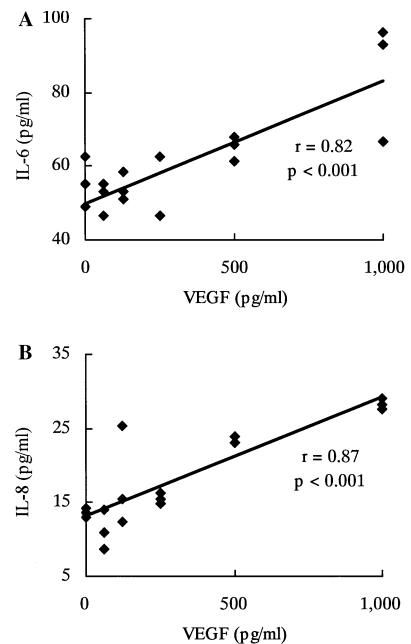 A
100
80
60
40
IL-6 (pg/ml)
r = 0.82
p < 0.001
0 500 1,000
VEGF (pg/ml)
B
35
25
15
5
IL-8 (pg/ml)
r = 0.87
p < 0.001
0 500 1,000
VEGF (pg/ml)